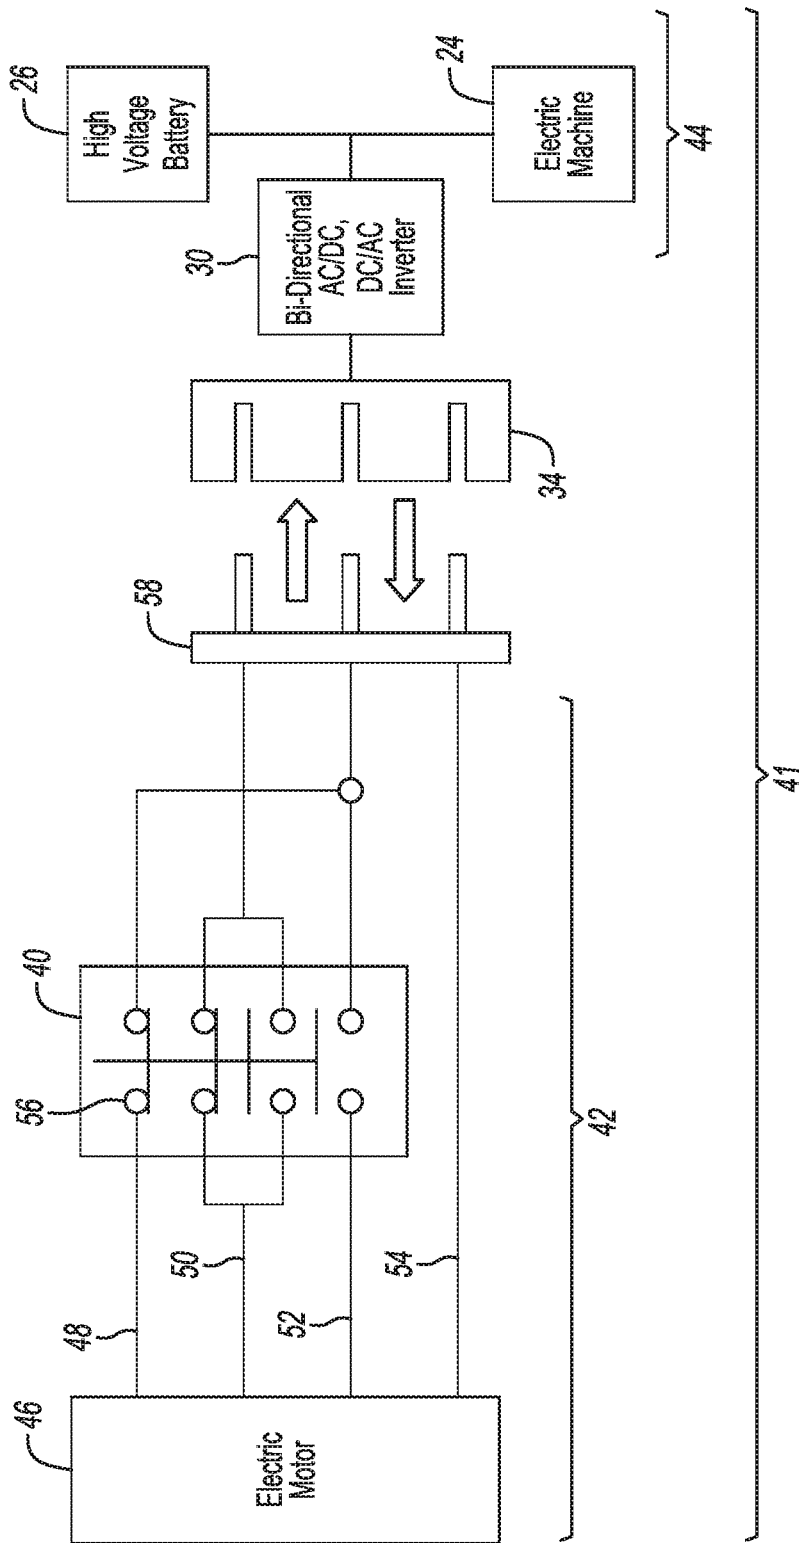 26
High
Voltage
Battery
24
Electric
Machine
44
30
Bi-Directional
AC/DC,
DC/AC
Inverter
34
58
40
56
42
41
50
54
48
52
46
Electric
Motor